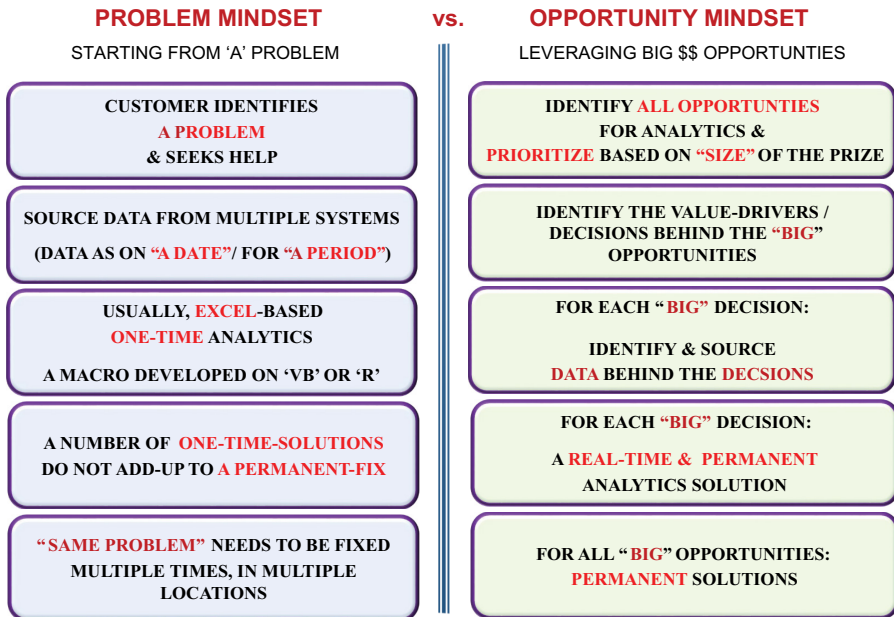 PROBLEM MINDSET
vs.
OPPORTUNITY MINDSET
STARTING FROM ‘A’ PROBLEM
LEVERAGING BIG $$ OPPORTUNTIES
CUSTOMER IDENTIFIES
A PROBLEM
& SEEKS HELP
SOURCE DATA FROM MULTIPLE SYSTEMS
(DATA AS ON “A DATE”/ FOR “A PERIOD”)
USUALLY, EXCEL-BASED
ONE-TIME ANALYTICS
A MACRO DEVELOPED ON ‘VB’ OR ‘R’
A NUMBER OF ONE-TIME-SOLUTIONS
DO NOT ADD-UP TO A PERMANENT-FIX
“SAME PROBLEM” NEEDS TO BE FIXED
MULTIPLE TIMES, IN MULTIPLE
LOCATIONS
IDENTIFY ALL OPPORTUNTIES
FOR ANALYTICS &
PRIORITIZE BASED ON “SIZE” OF THE PRIZE
IDENTIFY THE VALUE-DRIVERS /
DECISIONS BEHIND THE “BIG”
OPPORTUNITIES
FOR EACH “BIG” DECISION:
IDENTIFY & SOURCE
DATA BEHIND THE DECSIONS
FOR EACH “BIG” DECISION:
A REAL-TIME & PERMANENT
ANALYTICS SOLUTION
FOR ALL “BIG” OPPORTUNITIES:
PERMANENT SOLUTIONS